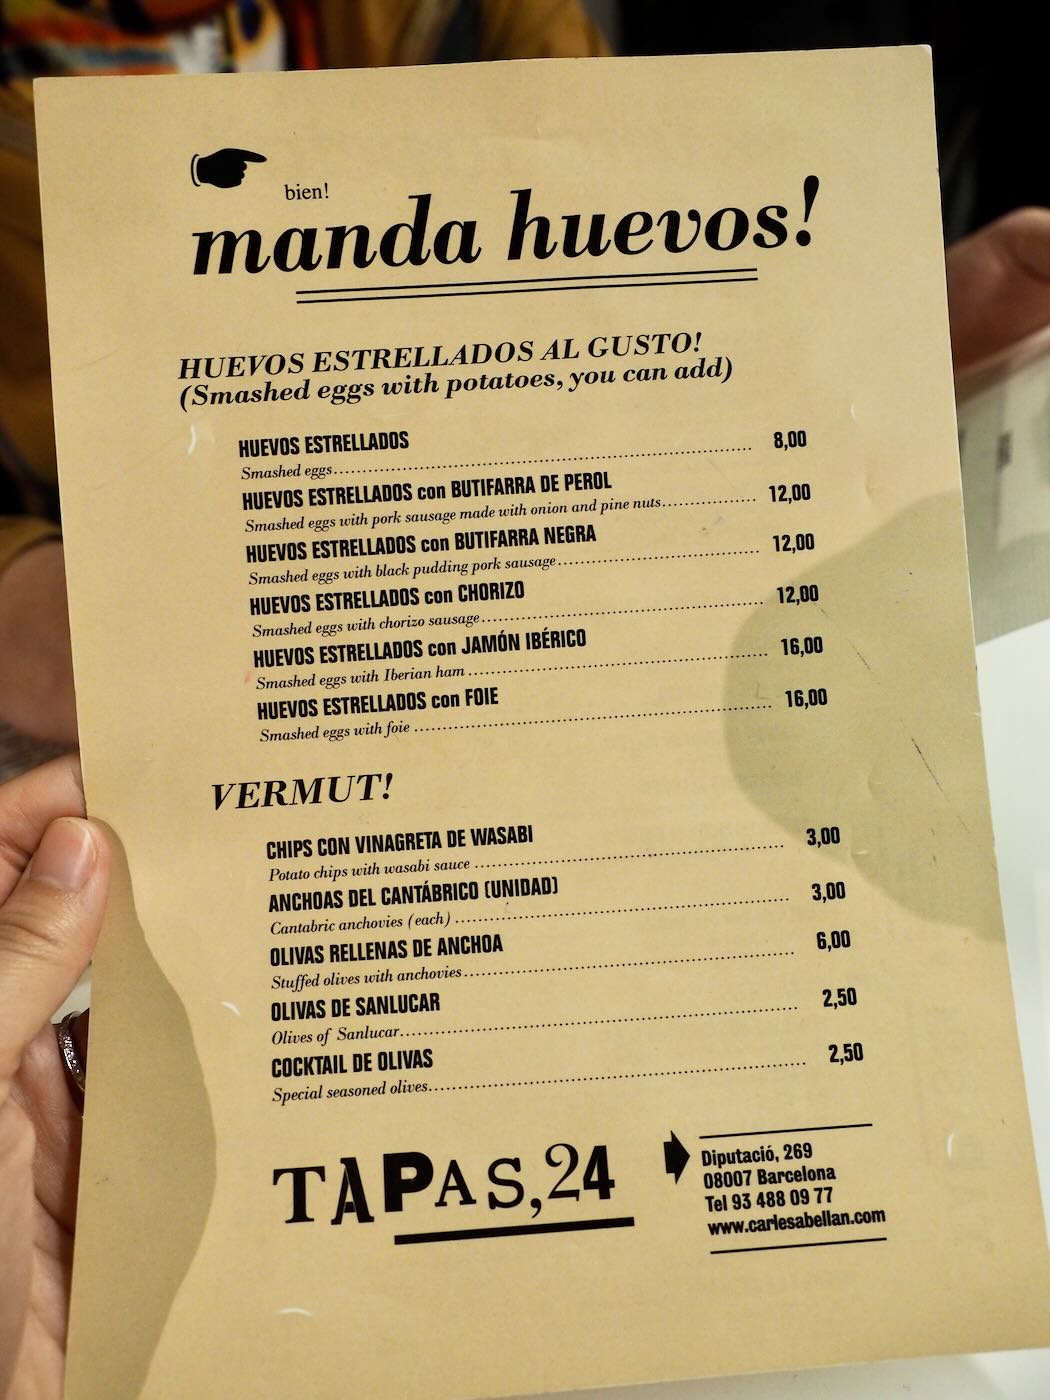 bien!
manda huevos!
HUEVOS ESTRELLADOS AL GUSTO!
(Smashed eggs with potatoes, you can add)
HUEVOS ESTRELLADOS
Smashed eggs 8,00
HUEVOS ESTRELLADOS con BUTIFARRA DE PEROL
Smashed eggs with pork sausage made with onion and pine nuts 12,00
HUEVOS ESTRELLADOS con BUTIFARRA NEGRA
Smashed eggs with black pudding pork sausage 12,00
HUEVOS ESTRELLADOS con CHORIZO
Smashed eggs with chorizo sausage 12,00
HUEVOS ESTRELLADOS con JAMÓN IBÉRICO
Smashed eggs with Iberian ham 16,00
HUEVOS ESTRELLADOS con FOIE
Smashed eggs with foie 16,00
VERMUT!
CHIPS CON VINAGRETA DE WASABI
Potato chips with wasabi sauce 3,00
ANCHOAS DEL CANTÁBRICO (UNIDAD)
Cantabric anchovies (each) 3,00
OLIVAS RELLENAS DE ANCHOA
Stuffed olives with anchovies 6,00
OLIVAS DE SANLUCAR
Olives of Sanlucar 2,50
COCKTAIL DE OLIVAS
Special seasoned olives 2,50
TAPAS,24
Diputació, 269
08007 Barcelona
Tel 93 488 09 77
www.carlesabellan.com